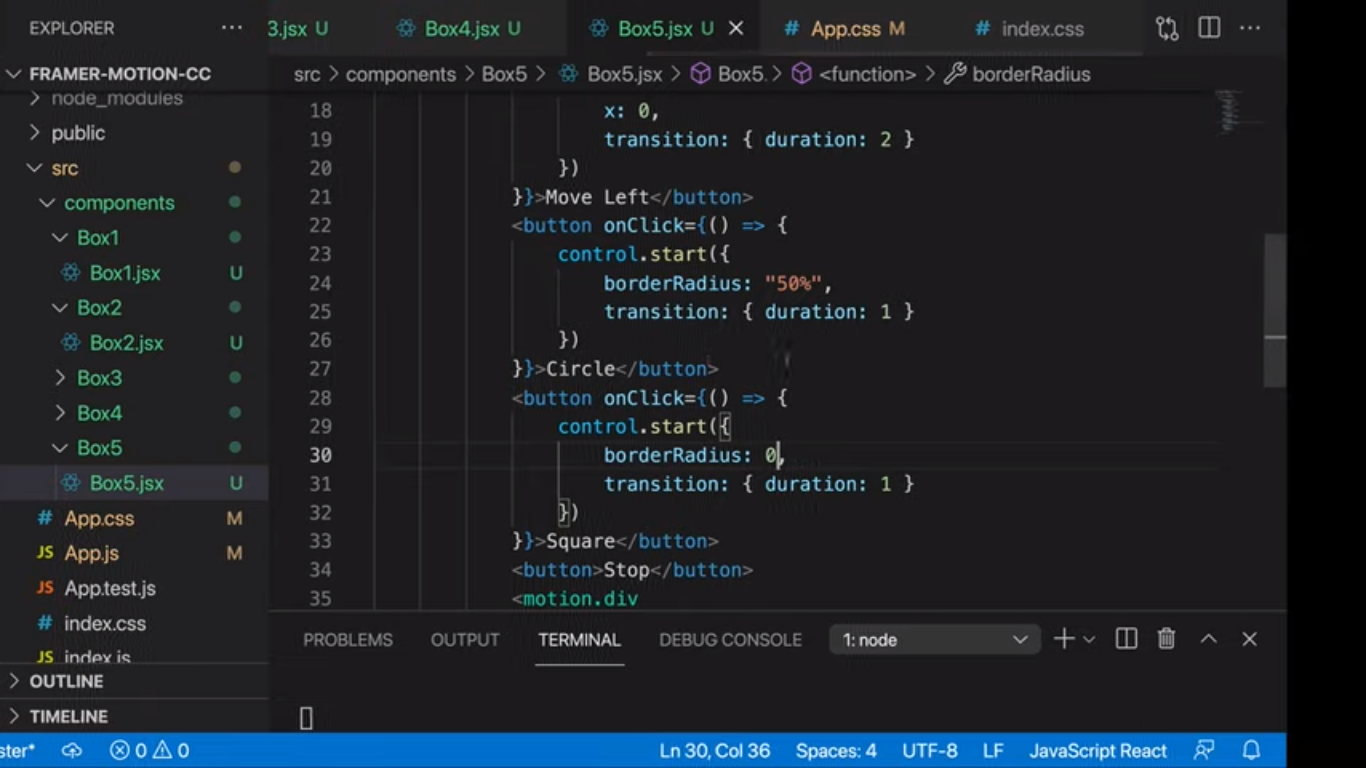 EXPLORER
3.jsx U Box4.jsx U Box5.jsx U App.css M index.css
FRAMER-MOTION-CC
src > components > Box5 > Box5.jsx > Box5. > <function> > borderRadius
node_modules
public
src
components
Box1
Box1.jsx U
Box2
Box2.jsx U
Box3
Box4
Box5
Box5.jsx U
App.css M
App.js M
App.test.js
index.css
index.js
OUTLINE
TIMELINE
18 x: 0,
19 transition: { duration: 2 }
20 })
21 }}>Move Left</button>
22 <button onClick={() => {
23 control.start({
24 borderRadius: "50%",
25 transition: { duration: 1 }
26 })
27 }}>Circle</button>
28 <button onClick={() => {
29 control.start({
30 borderRadius: 0,
31 transition: { duration: 1 }
32 })
33 }}>Square</button>
34 <button>Stop</button>
35 <motion.div
PROBLEMS OUTPUT TERMINAL DEBUG CONSOLE 1: node
ster* 0 0 Ln 30, Col 36 Spaces: 4 UTF-8 LF JavaScript React